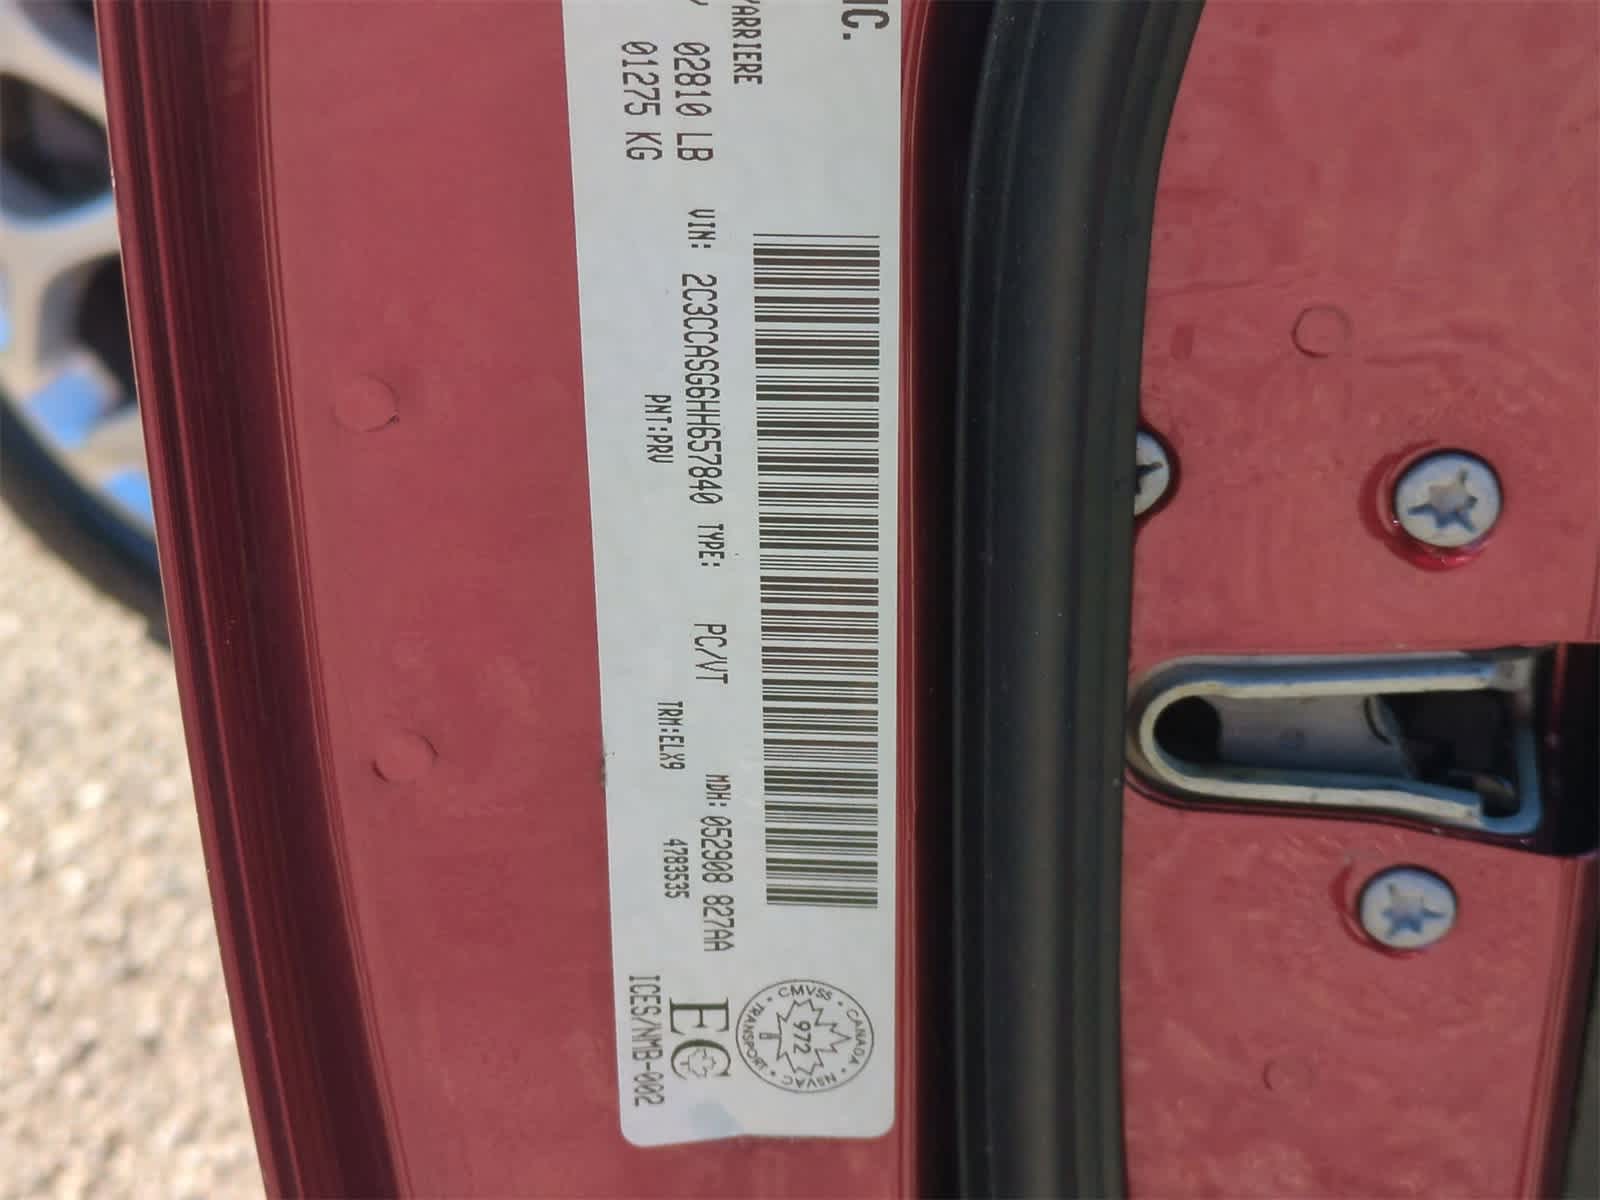 IC.
ARRIERE
02810 LB
01275 KG
VIN: 2C3CCASG6HH657840 TYPE: PC/VT MDH: 052908 827AA
PNT:PRV TRM:ELX9 4783535
CMVSS • CANADA • NSVAC • TRANSPORT •
972
EC
ICES/NMB-002